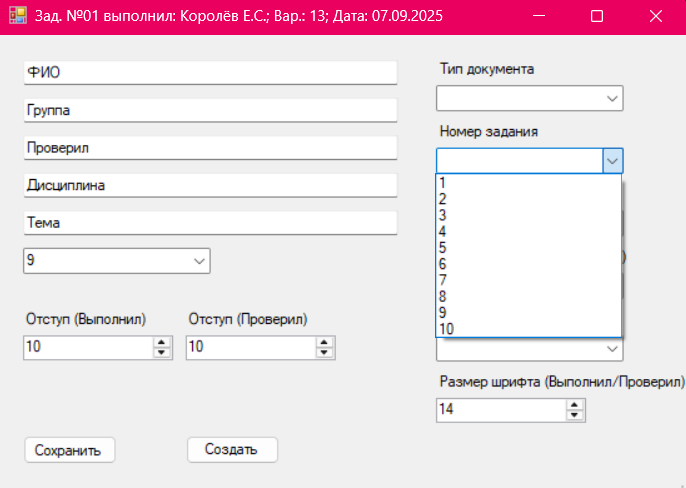 Зад. №01 выполнил: Королёв Е.С.; Вар.: 13; Дата: 07.09.2025
ФИО
Группа
Проверил
Дисциплина
Тема
9
Отступ (Выполнил)
Отступ (Проверил)
10
10
Сохранить
Создать
Тип документа
Номер задания
1
2
3
4
5
6
7
8
9
10
)
Размер шрифта (Выполнил/Проверил)
14